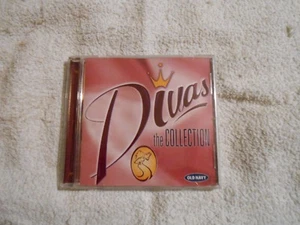 Divas
the COLLECTION
OLD NAVY